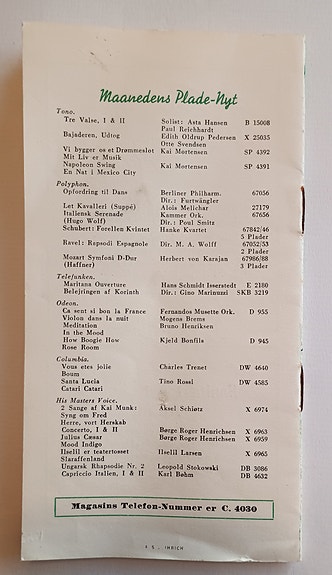 Maanedens Plade-Nyt
Tono.
Tre Valse, I & II Solist: Asta Hansen B 15008
Paul Reichhardt
Bajaderen, Udtog Edith Oldrup Pedersen X 25035
Otte Svendsen
Vi bygger os et Drømmeslot Kai Mortensen SP 4392
Mit Liv er Musik
Napoleon Swing Kai Mortensen SP 4391
En Nat i Mexico City
Polyphon.
Opfordring til Dans Berliner Philharm. 67056
Dir.: Furtwängler
Let Kavalleri (Suppé) Alois Melichar 27179
Italiensk Serenade Kammer Ork. 67656
(Hugo Wolf) Dir.: Poul Smitz
Schubert: Forellen Kvintet Hanke Kvartet 67842/46
5 Plader
Ravel: Rapsodi Espagnole Dir. M. A. Wolff 67052/53
2 Plader
Mozart Symfoni D-Dur Herbert von Karajan 67986/88
(Haffner) 3 Plader
Telefunken.
Maritana Ouverture Hans Schmidt Isserstedt E 2180
Belejringen af Korinth Dir.: Gino Marinuzzi SKB 3219
Odeon.
Ca sent si bon la France Fernandos Musette Ork. D 955
Violon dans la nuit Mogens Brems
Meditation Bruno Henriksen
In the Mood
How Boogie How Kjeld Bonfils D 945
Rose Room
Columbia.
Vous etes jolie Charles Trenet DW 4640
Boum
Santa Lucia Tino Rossi DW 4585
Catari Catari
His Masters Voice.
2 Sange af Kai Munk: Aksel Schiøtz X 6974
Syng om Fred
Herre, vort Herskab
Concerto, I & II Børge Roger Henrichsen X 6963
Julius Cæsar Børge Roger Henrichsen X 6959
Mood Indigo
Ilselil er teatertosset Ilselil Larsen X 6965
Slaraffenland
Ungarsk Rhapsodie Nr. 2 Leopold Stokowski DB 3086
Capriccio Italien, I & II Karl Bøhm DB 4632
Magasins Telefon-Nummer er C. 4030